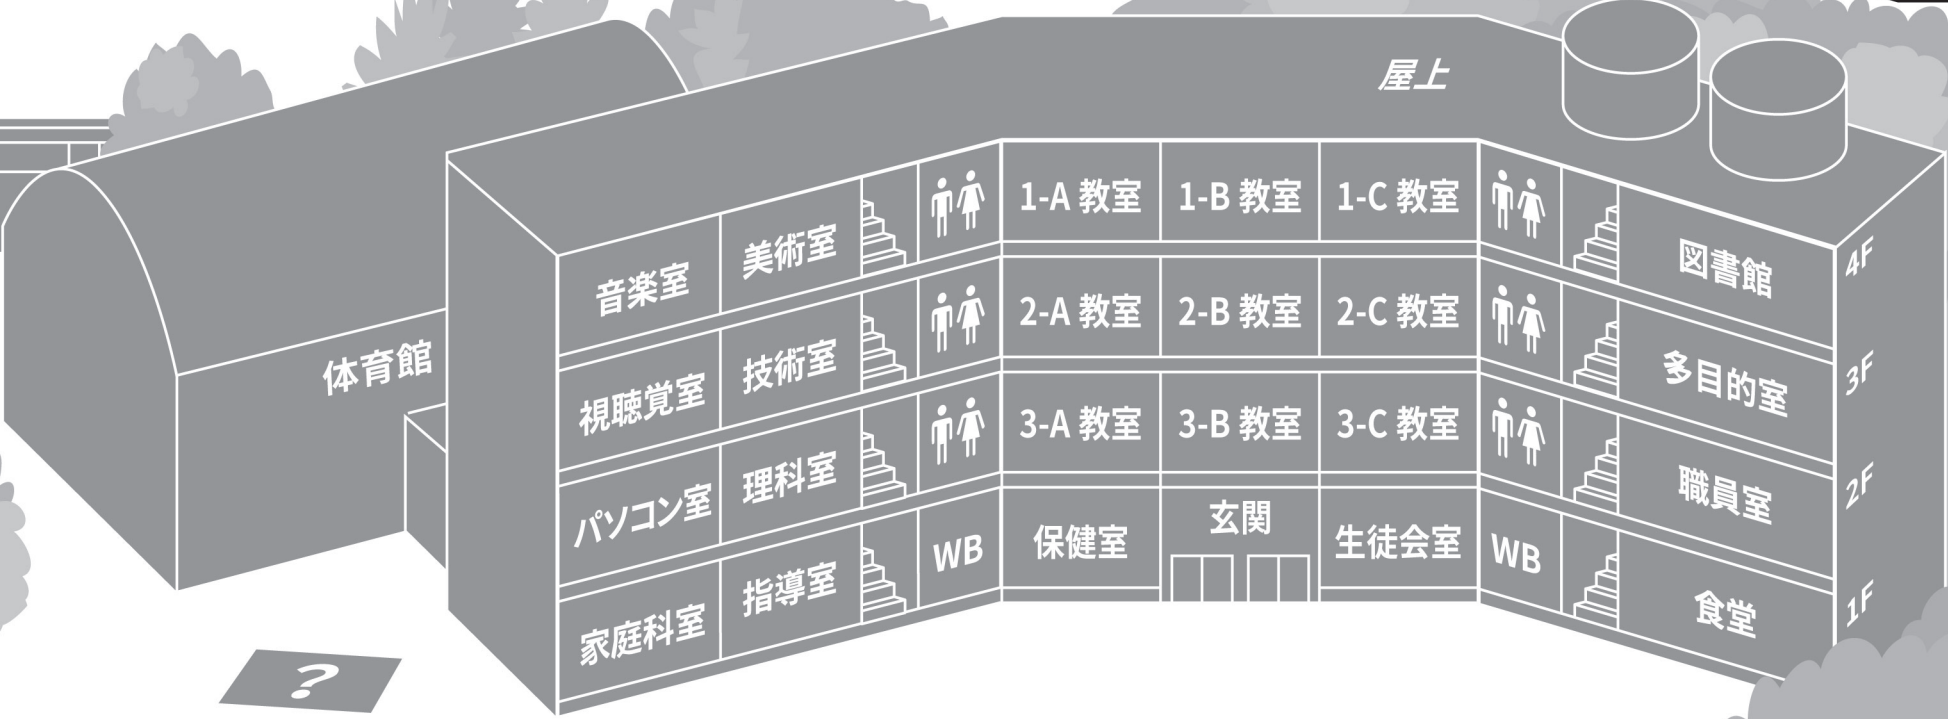 屋上
音楽室
美術室
1-A 教室
1-B 教室
1-C 教室
図書館
4F
視聴覚室
技術室
2-A 教室
2-B 教室
2-C 教室
多目的室
3F
パソコン室
理科室
3-A 教室
3-B 教室
3-C 教室
職員室
2F
家庭科室
指導室
WB
保健室
玄関
生徒会室
WB
食堂
1F
体育館
?